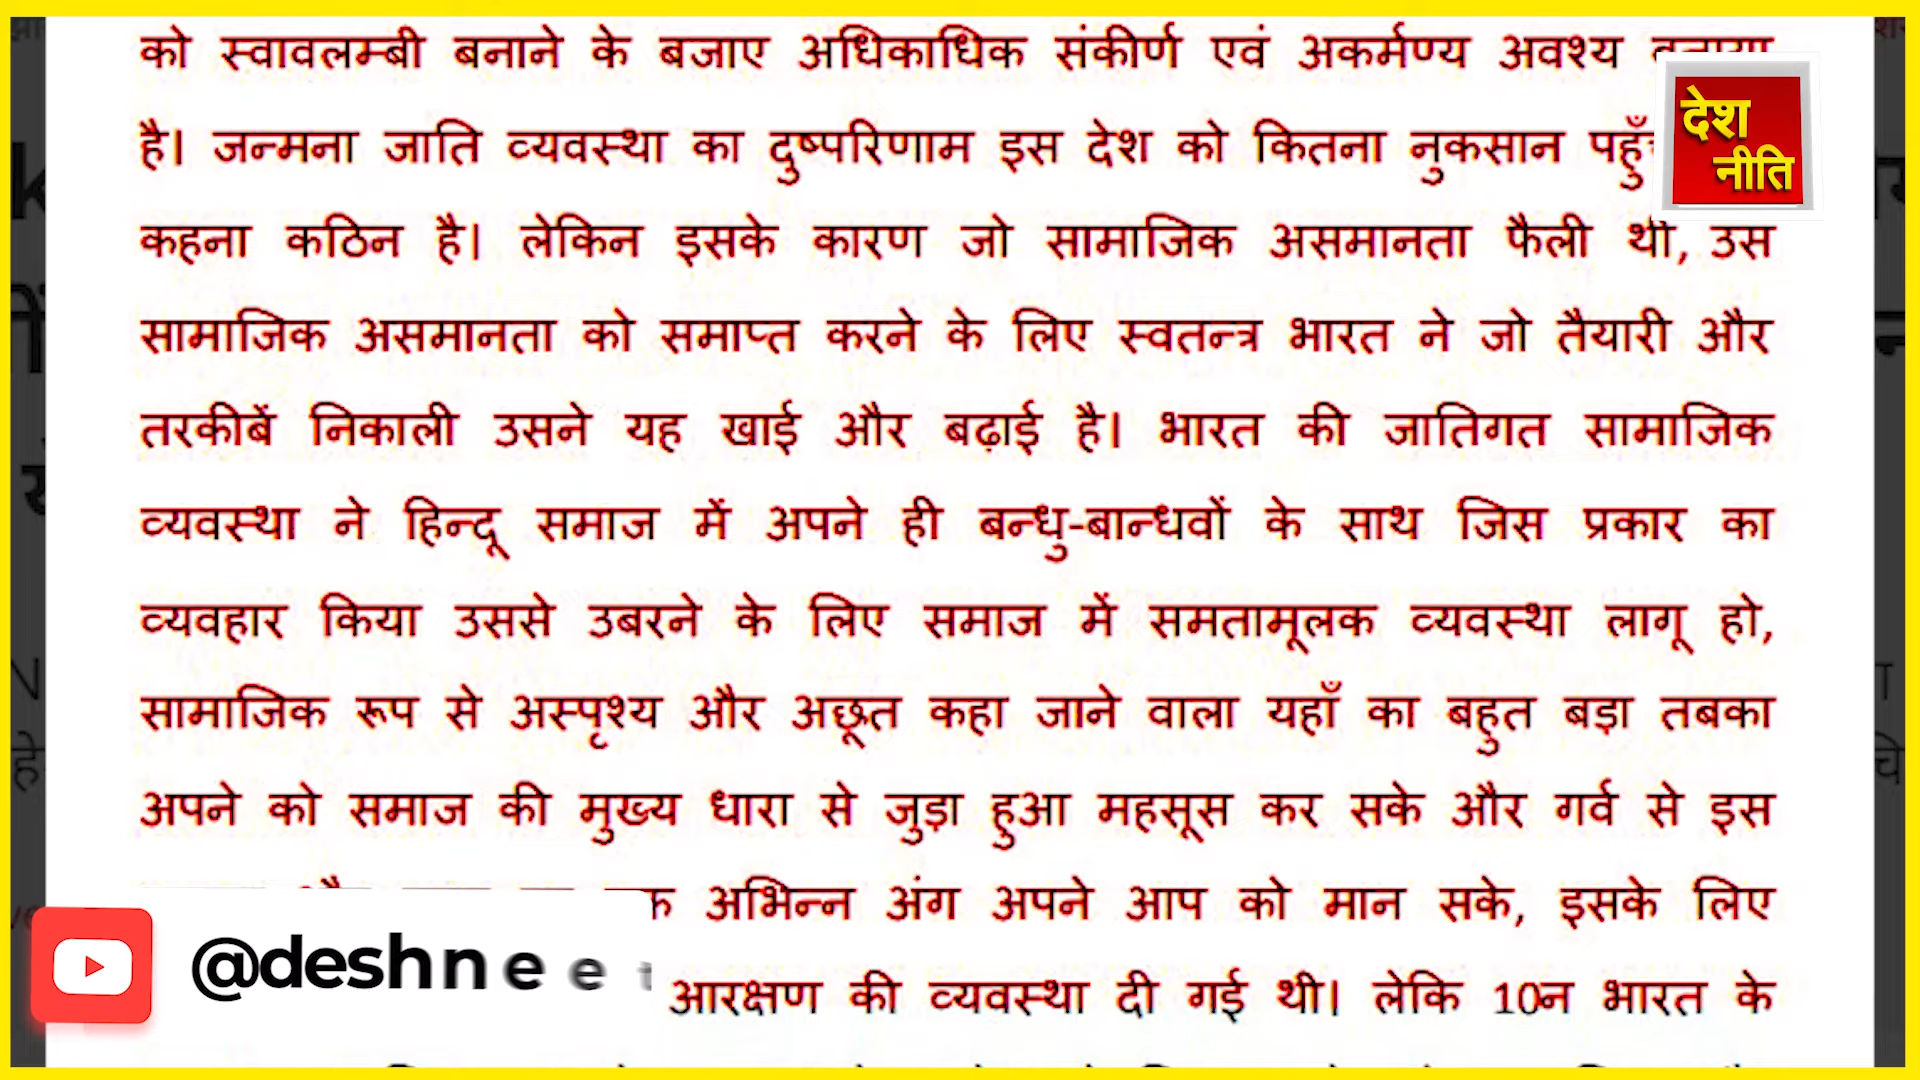 को स्वावलम्बी बनाने के बजाए अधिकाधिक संकीर्ण एवं अकर्मण्य अवश्य
है। जन्मना जाति व्यवस्था का दुष्परिणाम इस देश को कितना नुकसान
देश
नीति
कहना कठिन है। लेकिन इसके कारण जो सामाजिक असमानता फैली थी, उस
सामाजिक असमानता को समाप्त करने के लिए स्वतन्त्र भारत ने जो तैयारी और
तरकीबें निकाली उसने यह खाई और बढ़ाई है। भारत की जातिगत सामाजिक
व्यवस्था ने हिन्दू समाज में अपने ही बन्धु-बान्धवों के साथ जिस प्रकार का
व्यवहार किया उससे उबरने के लिए समाज में समतामूलक व्यवस्था लागू हो,
सामाजिक रूप से अस्पृश्य और अछूत कहा जाने वाला यहाँ का बहुत बड़ा तबका
अपने को समाज की मुख्य धारा से जुड़ा हुआ महसूस कर सके और गर्व से इस
अभिन्न अंग अपने आप को मान सके, इसके लिए
@deshnee
आरक्षण की व्यवस्था दी गई थी। लेकि 10न भारत के